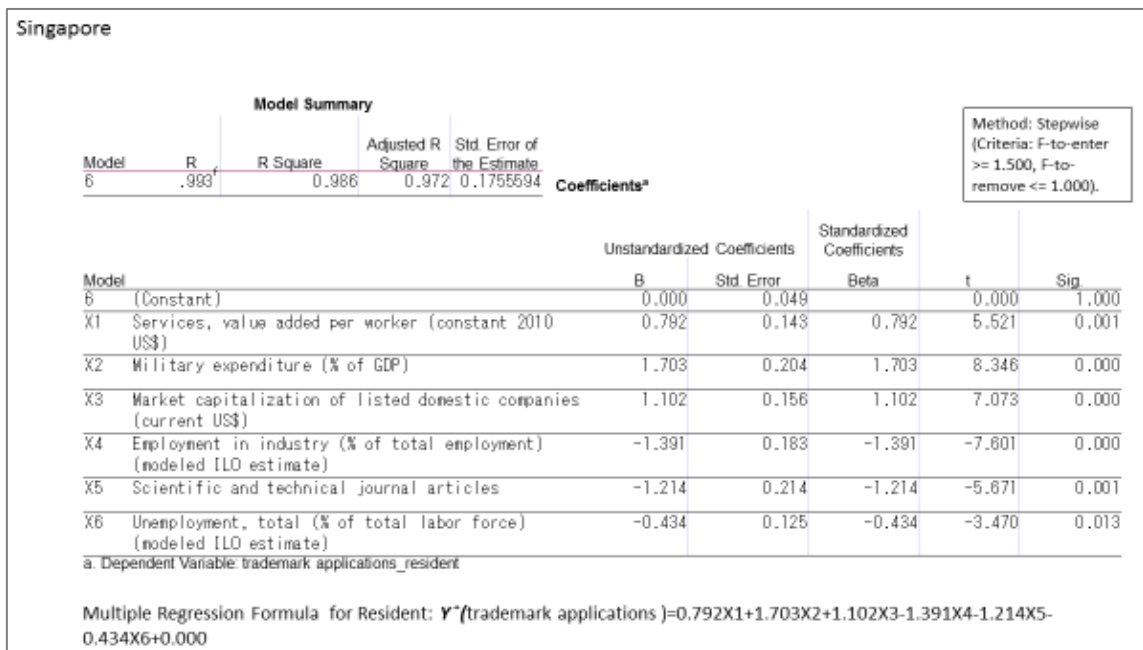 Singapore
Model Summary
Model R R Square Adjusted R Square Std. Error of the Estimate
6 .993f 0.986 0.972 0.1755594
Method: Stepwise
(Criteria: F-to-enter
>= 1.500, F-to-
remove <= 1.000).
Coefficientsa
Unstandardized Coefficients Standardized Coefficients
Model B Std. Error Beta t Sig.
6 (Constant) 0.000 0.049 0.000 1.000
X1 Services, value added per worker (constant 2010 0.792 0.143 0.792 5.521 0.001
US$)
X2 Military expenditure (% of GDP) 1.703 0.204 1.703 8.346 0.000
X3 Market capitalization of listed domestic companies 1.102 0.156 1.102 7.073 0.000
(current US$)
X4 Employment in industry (% of total employment) -1.391 0.183 -1.391 -7.601 0.000
(modeled ILO estimate)
X5 Scientific and technical journal articles -1.214 0.214 -1.214 -5.671 0.001
X6 Unemployment, total (% of total labor force) -0.434 0.125 -0.434 -3.470 0.013
(modeled ILO estimate)
a. Dependent Variable: trademark applications_resident
Multiple Regression Formula for Resident: Y^(trademark applications )=0.792X1+1.703X2+1.102X3-1.391X4-1.214X5-
0.434X6+0.000